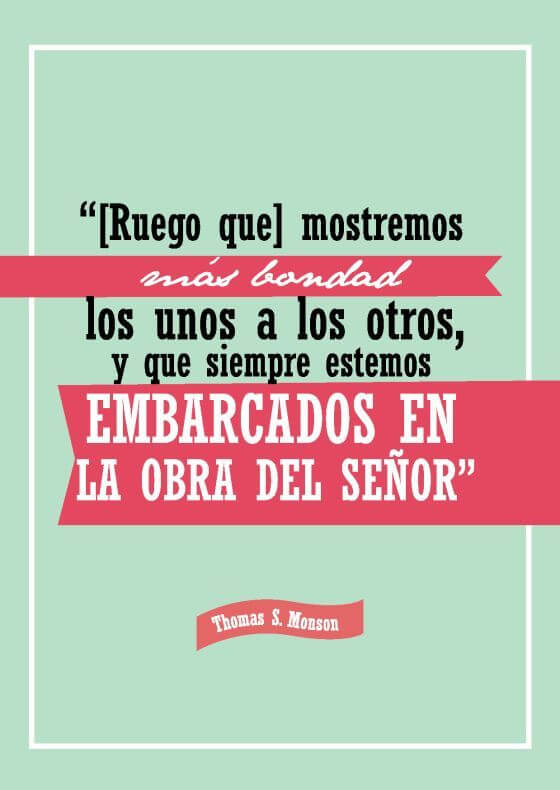 “[Ruego que] mostremos
más bondad
los unos a los otros,
y que siempre estemos
EMBARCADOS EN
LA OBRA DEL SEÑOR”
Thomas S. Monson